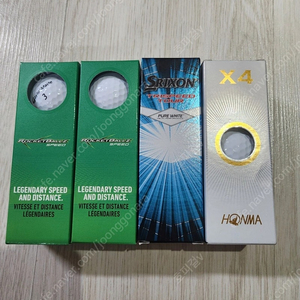 3
ROCKETBALLZ
SPEED
LEGENDARY SPEED
AND DISTANCE.
VITESSE ET DISTANCE
LÉGENDAIRES
ROCKETBALLZ
SPEED
LEGENDARY SPEED
AND DISTANCE.
VITESSE ET DISTANCE
LÉGENDAIRES
SRIXON
PURE WHITE
X4
HONMA